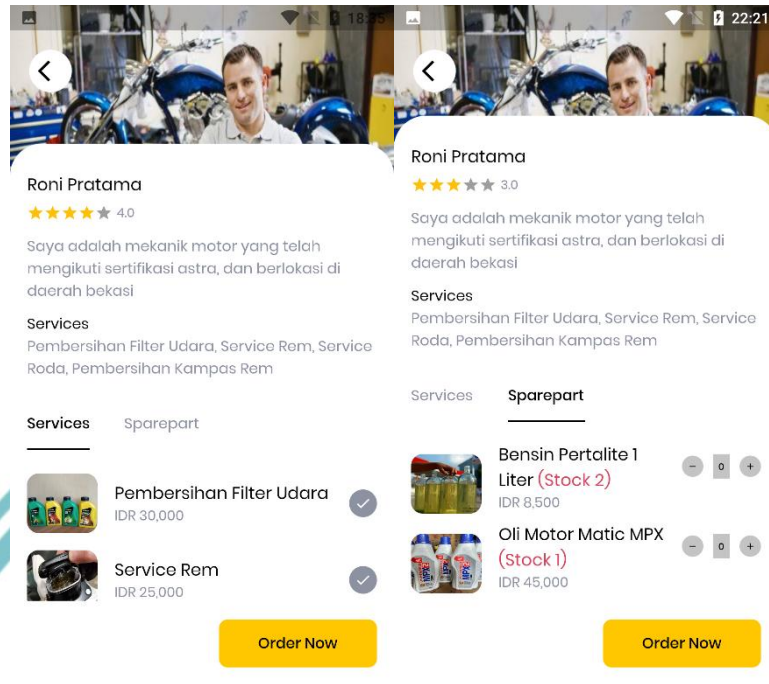 18:35
Roni Pratama
4.0
Saya adalah mekanik motor yang telah
mengikuti sertifikasi astra, dan berlokasi di
daerah bekasi
Services
Pembersihan Filter Udara, Service Rem, Service
Roda, Pembersihan Kampas Rem
Services Sparepart
Pembersihan Filter Udara
IDR 30,000
Service Rem
IDR 25,000
Order Now
22:21
Roni Pratama
3.0
Saya adalah mekanik motor yang telah
mengikuti sertifikasi astra, dan berlokasi di
daerah bekasi
Services
Pembersihan Filter Udara, Service Rem, Service
Roda, Pembersihan Kampas Rem
Services Sparepart
Bensin Pertalite 1
Liter (Stock 2)
IDR 8,500
- 0 +
Oli Motor Matic MPX
(Stock 1)
IDR 45,000
- 0 +
MPX
Order Now